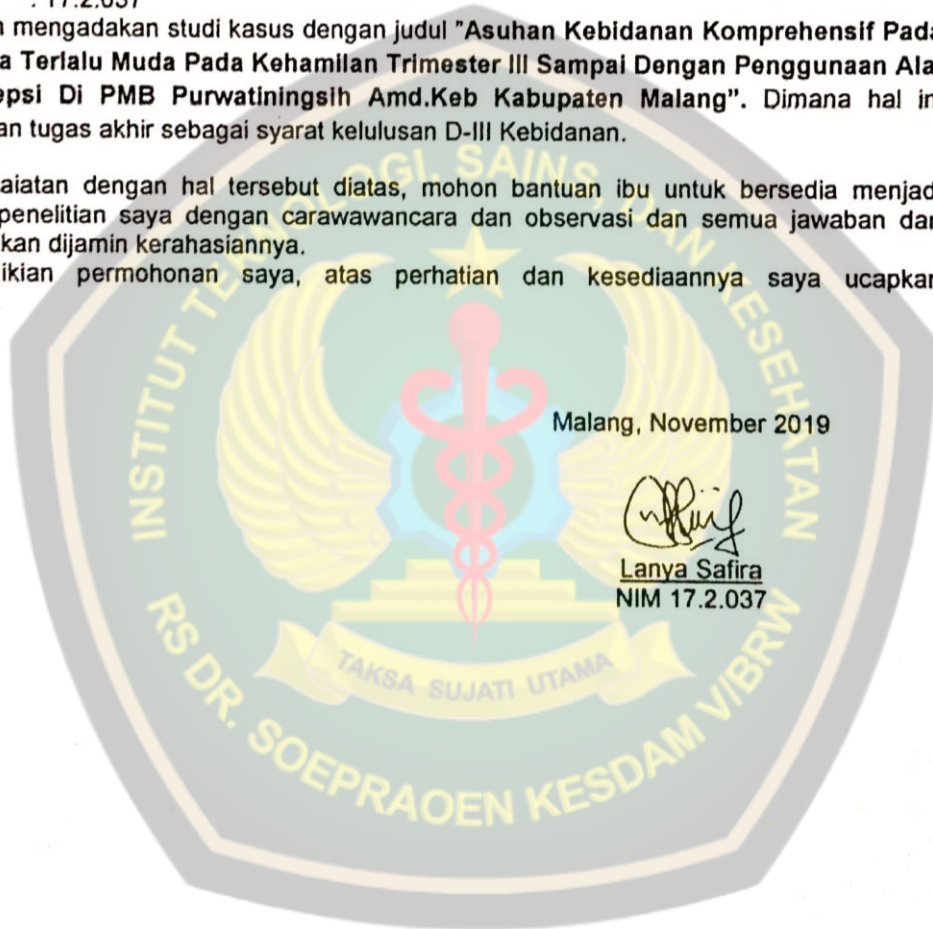 : 17.2.037
n mengadakan studi kasus dengan judul "Asuhan Kebidanan Komprehensif Pada
a Terlalu Muda Pada Kehamilan Trimester III Sampai Dengan Penggunaan Ala
epsi Di PMB Purwatiningsih Amd.Keb Kabupaten Malang". Dimana hal in
an tugas akhir sebagai syarat kelulusan D-III Kebidanan.
aiatan dengan hal tersebut diatas, mohon bantuan ibu untuk bersedia menjad
penelitian saya dengan carawawancara dan observasi dan semua jawaban dar
kan dijamin kerahasiannya.
ikian permohonan saya, atas perhatian dan kesediaannya saya ucapkan
Malang, November 2019
Lanya Safira
NIM 17.2.037
INSTITUT TEKNOLOGI, SAINS, DAN KESEHATAN
RS DR. SOEPRAOEN KESDAM V/BRW
TAKSA SUJATI UTAMA